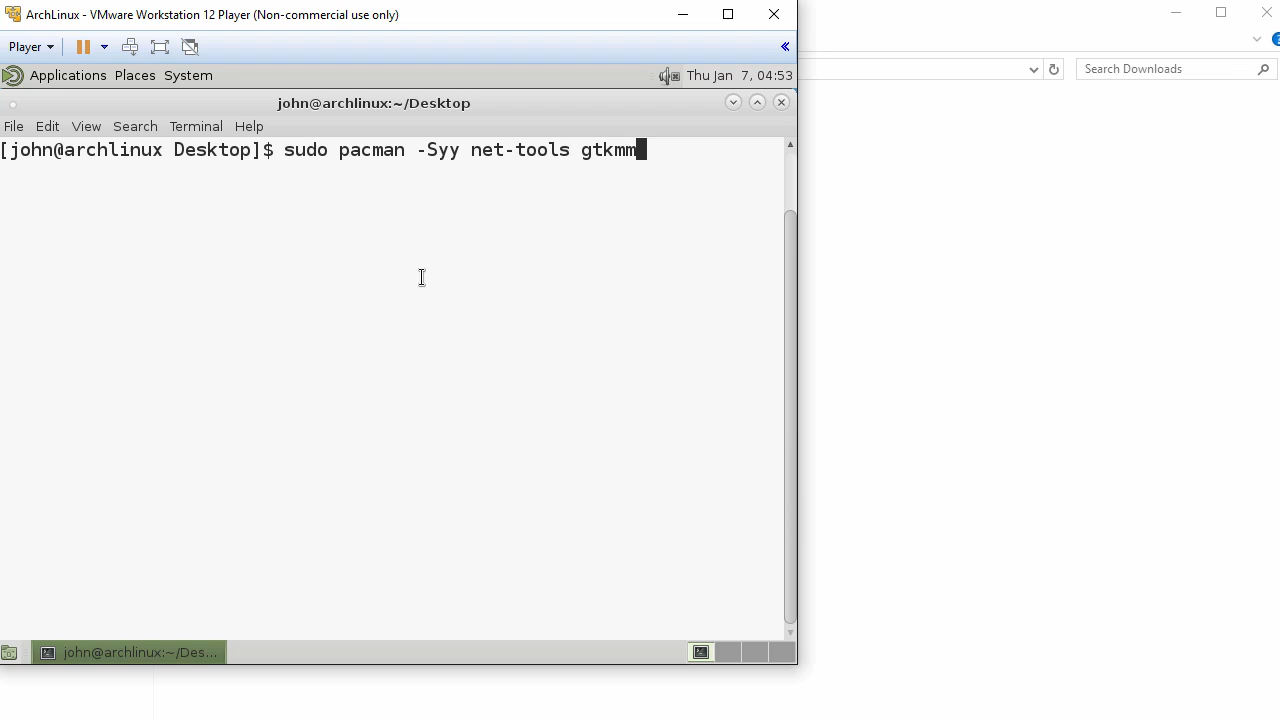 ArchLinux - VMware Workstation 12 Player (Non-commercial use only)
Player
Applications Places System
Thu Jan 7, 04:53
Search Downloads
john@archlinux:~/Desktop
File Edit View Search Terminal Help
[john@archlinux Desktop]$ sudo pacman -Syy net-tools gtkmm
john@archlinux:~/Des...